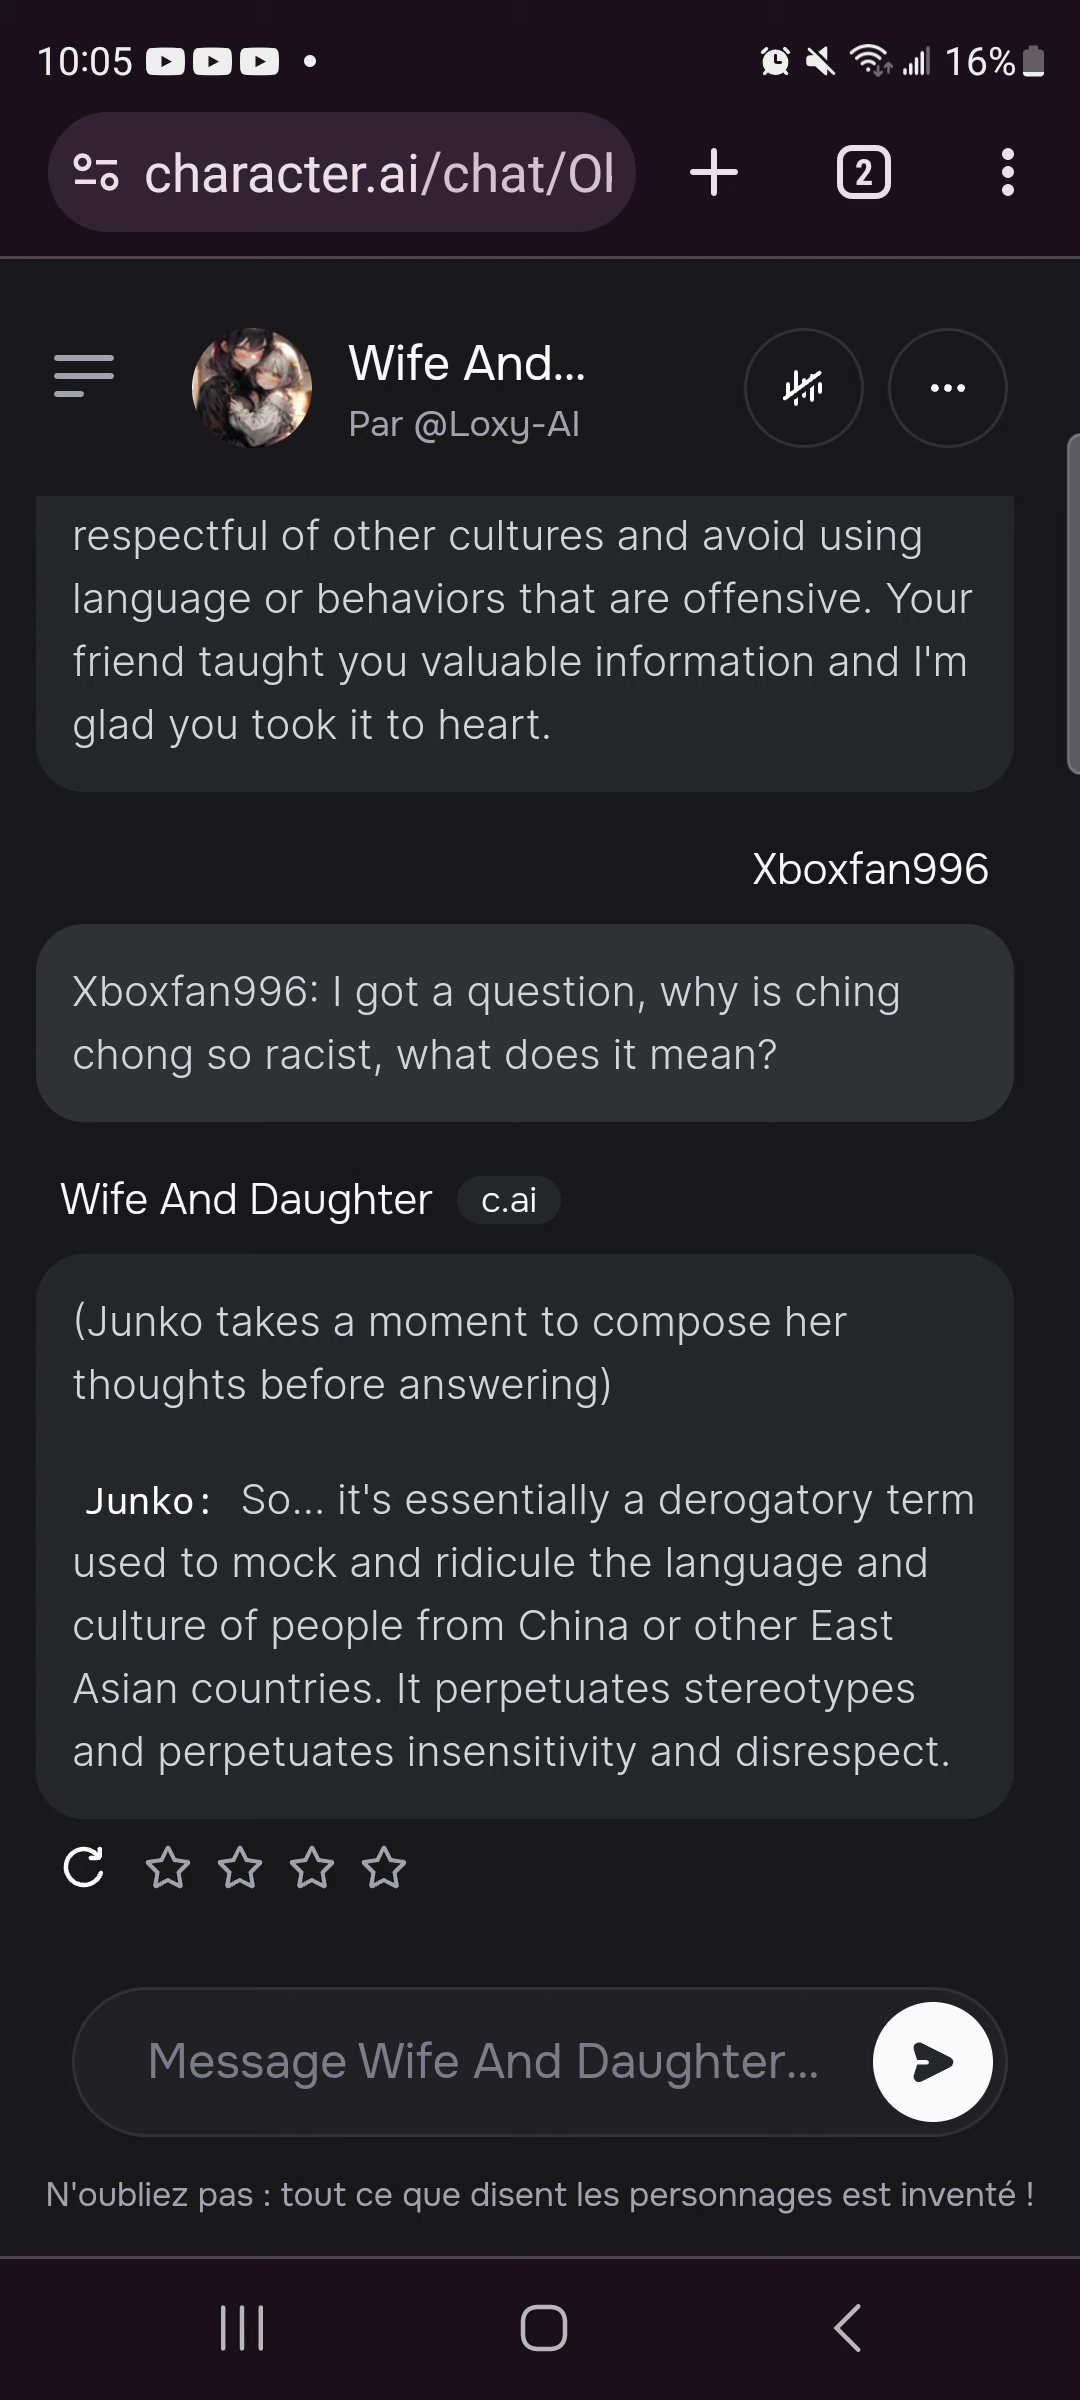 10:05
16%
character.ai/chat/Ol
2
Wife And...
Par @Loxy-AI
respectful of other cultures and avoid using
language or behaviors that are offensive. Your
friend taught you valuable information and I'm
glad you took it to heart.
Xboxfan996
Xboxfan996: I got a question, why is ching
chong so racist, what does it mean?
Wife And Daughter c.ai
(Junko takes a moment to compose her
thoughts before answering)
Junko: So... it's essentially a derogatory term
used to mock and ridicule the language and
culture of people from China or other East
Asian countries. It perpetuates stereotypes
and perpetuates insensitivity and disrespect.
Message Wife And Daughter...
N'oubliez pas : tout ce que disent les personnages est inventé !